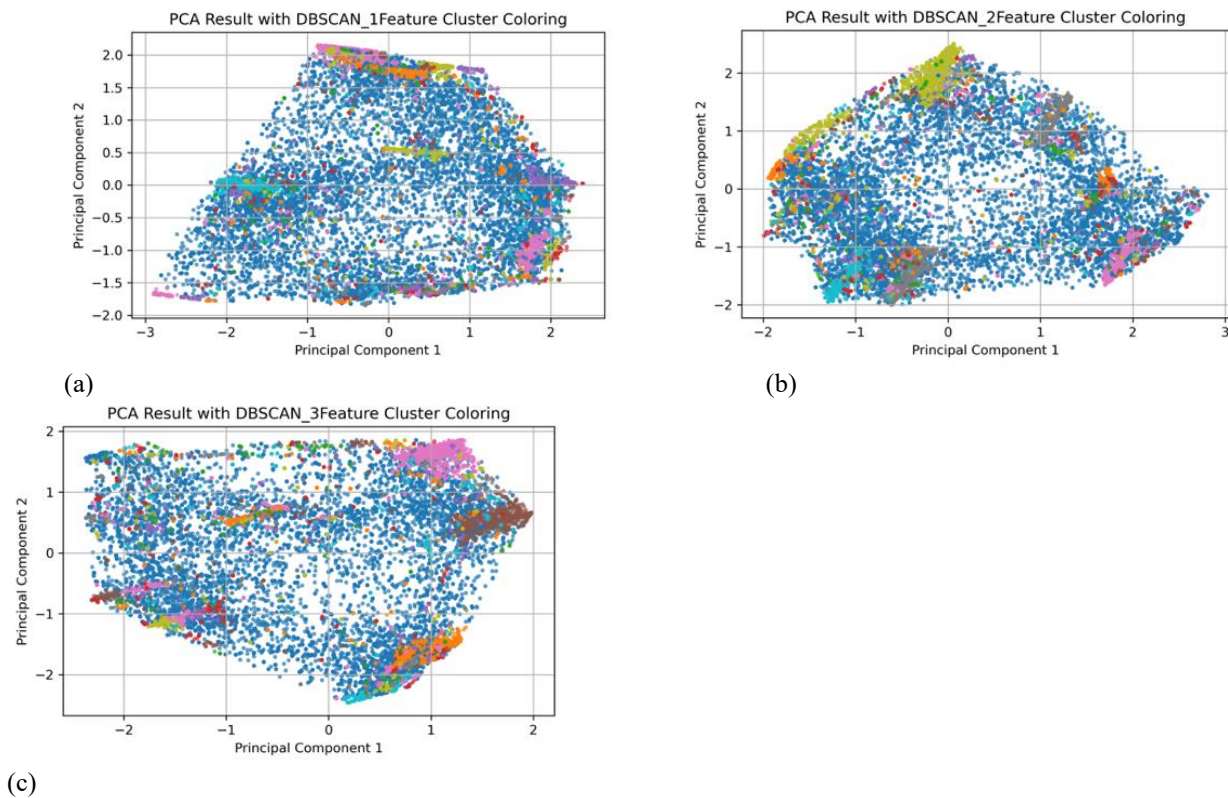 PCA Result with DBSCAN_1Feature Cluster Coloring
Principal Component 2
2.0
1.5
1.0
0.5
0.0
−0.5
−1.0
−1.5
−2.0
−3 −2 −1 0 1 2
Principal Component 1
(a)
PCA Result with DBSCAN_2Feature Cluster Coloring
Principal Component 2
2
1
0
−1
−2
−2 −1 0 1 2 3
Principal Component 1
(b)
PCA Result with DBSCAN_3Feature Cluster Coloring
Principal Component 2
2
1
0
−1
−2
−2 −1 0 1 2
Principal Component 1
(c)